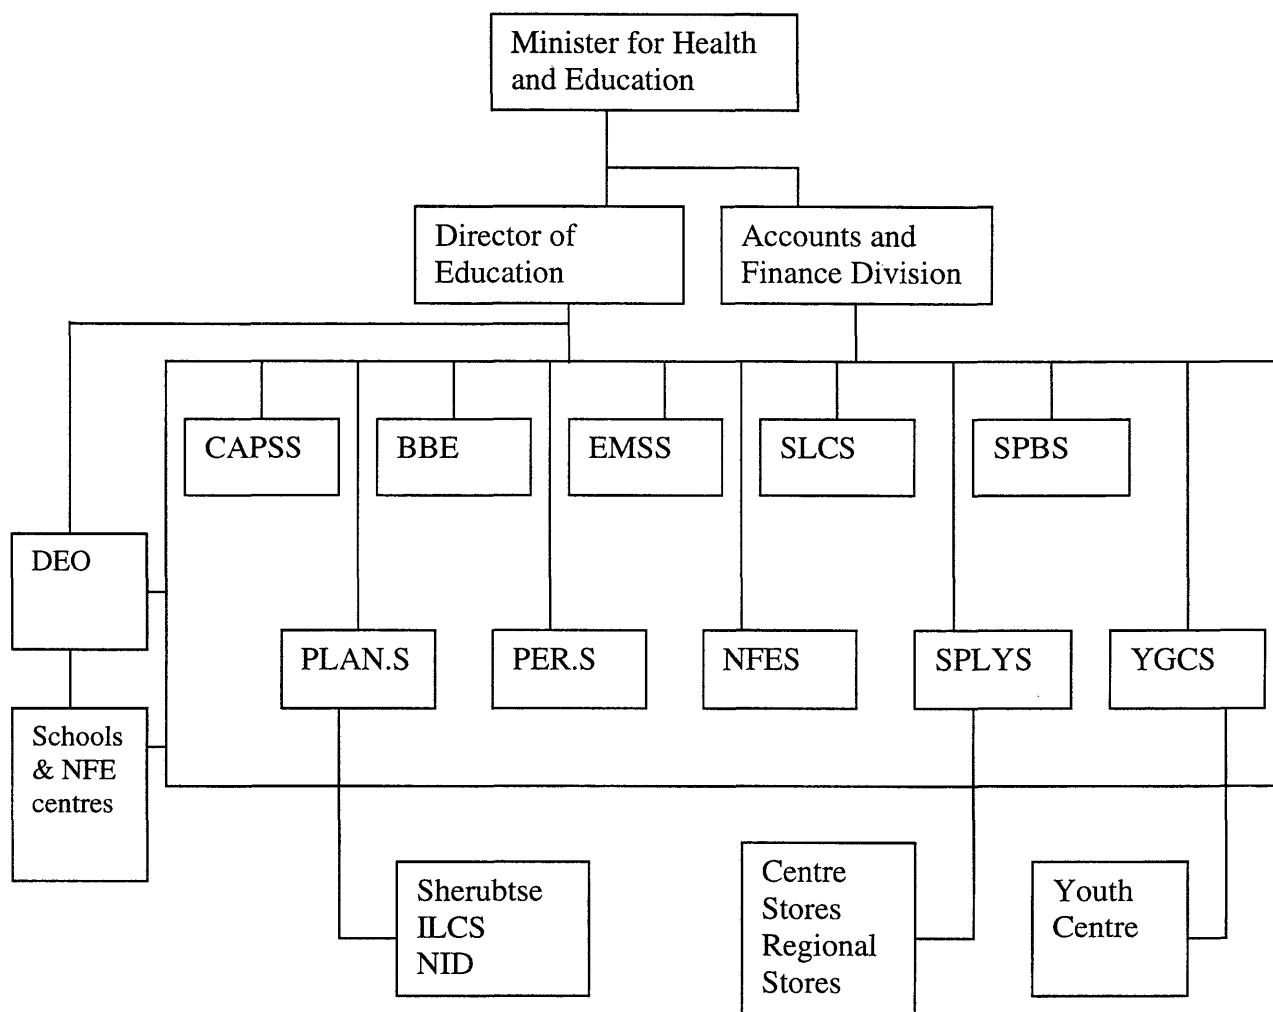 Minister for Health
and Education
Director of
Education
Accounts and
Finance Division
CAPSS
BBE
EMSS
SLCS
SPBS
DEO
PLAN.S
PER.S
NFES
SPLYS
YGCS
Schools
& NFE
centres
Sherubtse
ILCS
NID
Centre
Stores
Regional
Stores
Youth
Centre